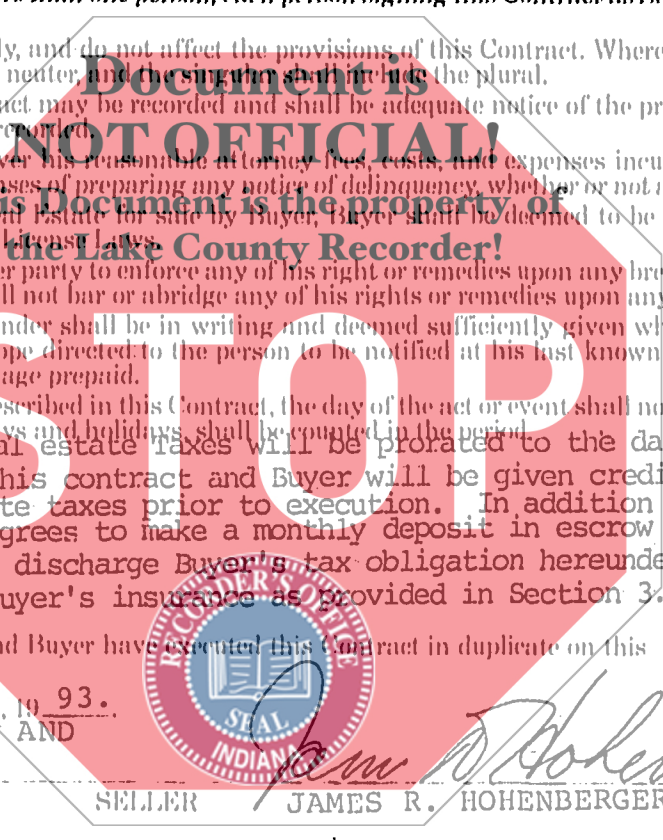 ly, and do not affect the provisions of this Contract. Where
neuter, and the singular shall include the plural.
Document is
act may be recorded and shall be adequate notice of the pr
recorded.
NOT OFFICIAL!
his reasonable attorney fees, costs, and expenses incu
ses of preparing any notice of delinquency, whether or not a
is Document is the property of
Estate for sale by Buyer, Buyer shall be deemed to be
license Laws.
the Lake County Recorder!
er party to enforce any of his right or remedies upon any bre
ll not bar or abridge any of his rights or remedies upon any
nder shall be in writing and deemed sufficiently given wh
ope directed to the person to be notified at his last known
age prepaid.
STOP
escribed in this Contract, the day of the act or event shall no
ys and holidays, shall be counted in the period
al estate Taxes will be prorated to the da
his contract and Buyer will be given credi
te taxes prior to execution. In addition
grees to make a monthly deposit in escrow
discharge Buyer's tax obligation hereunde
uyer's insurance as provided in Section 3.
nd Buyer have executed this Contract in duplicate on this
RECORDER'S OFFICE
SEAL
INDIANA
, 19 93.
AND
SELLER JAMES R. HOHENBERGER